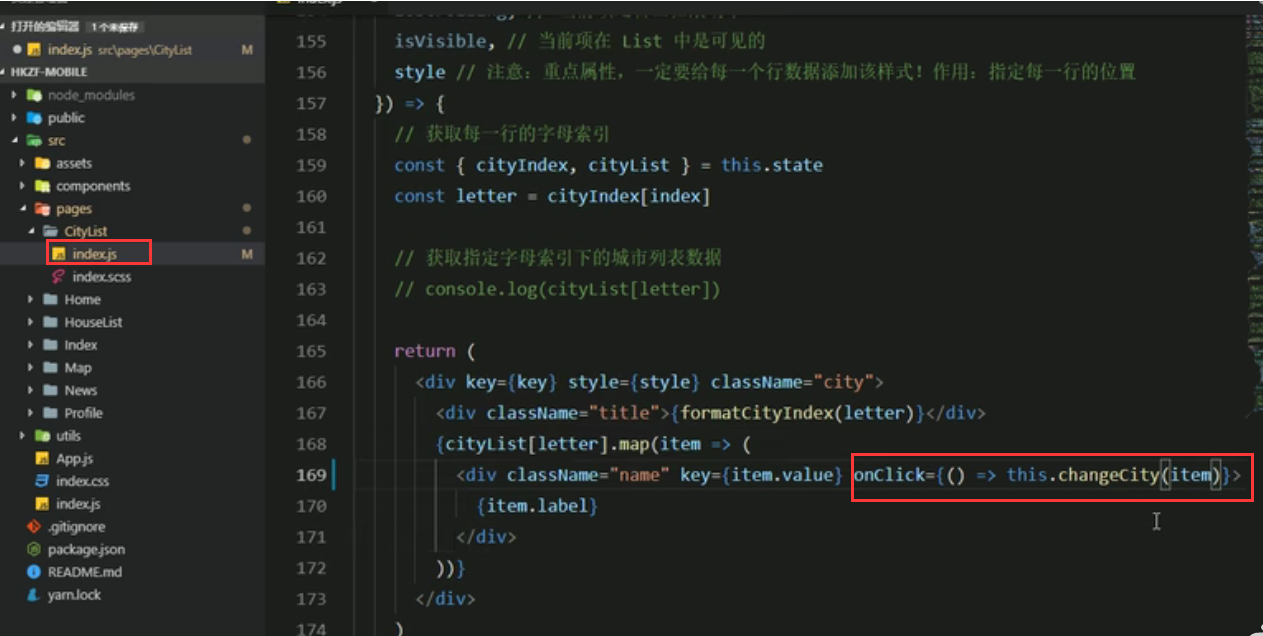 打开的编辑器 1 个未保存
index.js src\pages\CityList M
HKZF-MOBILE
node_modules
public
src
assets
components
pages
CityList
index.js M
index.scss
Home
HouseList
Index
Map
News
Profile
utils
App.js
index.css
index.js
.gitignore
package.json
README.md
yarn.lock
155 isVisible, // 当前项在 List 中是可见的
156 style // 注意：重点属性，一定要给每一个行数据添加该样式！作用：指定每一行的位置
157 }) => {
158 // 获取每一行的字母索引
159 const { cityIndex, cityList } = this.state
160 const letter = cityIndex[index]
161
162 // 获取指定字母索引下的城市列表数据
163 // console.log(cityList[letter])
164
165 return (
166 <div key={key} style={style} className="city">
167 <div className="title">{formatCityIndex(letter)}</div>
168 {cityList[letter].map(item => (
169 <div className="name" key={item.value} onClick={() => this.changeCity(item)}>
170 {item.label}
171 </div>
172 ))}
173 </div>
174 )